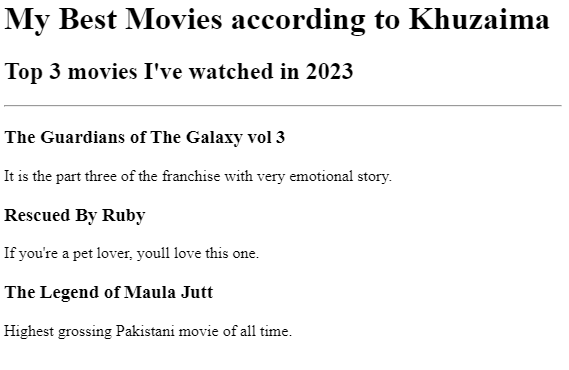 My Best Movies according to Khuzaima
Top 3 movies I've watched in 2023
The Guardians of The Galaxy vol 3
It is the part three of the franchise with very emotional story.
Rescued By Ruby
If you're a pet lover, youll love this one.
The Legend of Maula Jutt
Highest grossing Pakistani movie of all time.